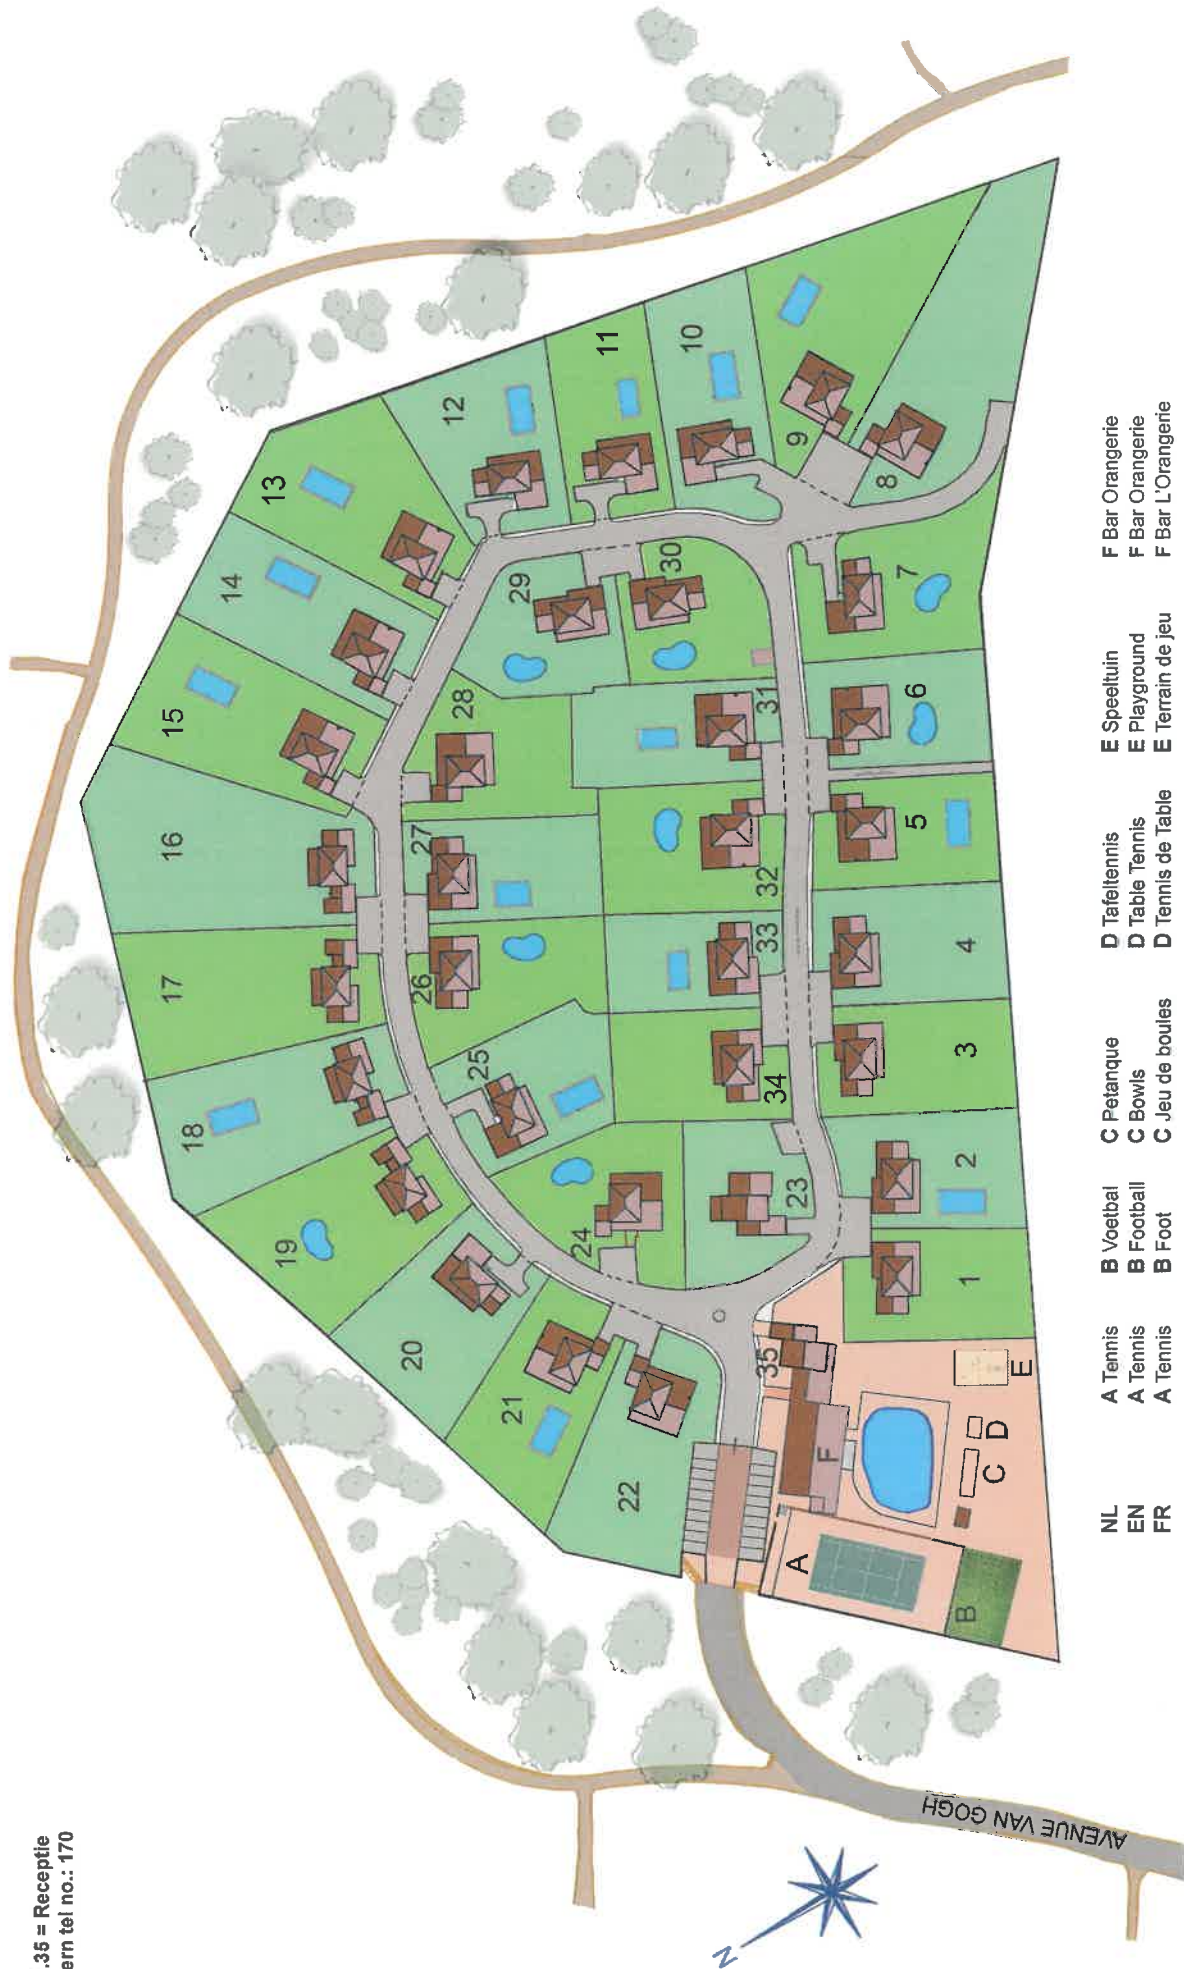 .35 = Receptie
ern tel no.: 170
13
12
11
10
14
15
29
30
9
8
16
28
31
7
17
27
32
6
26
33
5
18
25
34
4
19
24
23
3
20
2
21
35
1
22
F
E
D
C
A
B
N
AVENUE VAN GOGH
NL A Tennis B Voetbal C Petanque D Tafeltennis E Speeltuin F Bar Orangerie
EN A Tennis B Football C Bowls D Table Tennis E Playground F Bar Orangerie
FR A Tennis B Foot C Jeu de boules D Tennis de Table E Terrain de jeu F Bar L'Orangerie